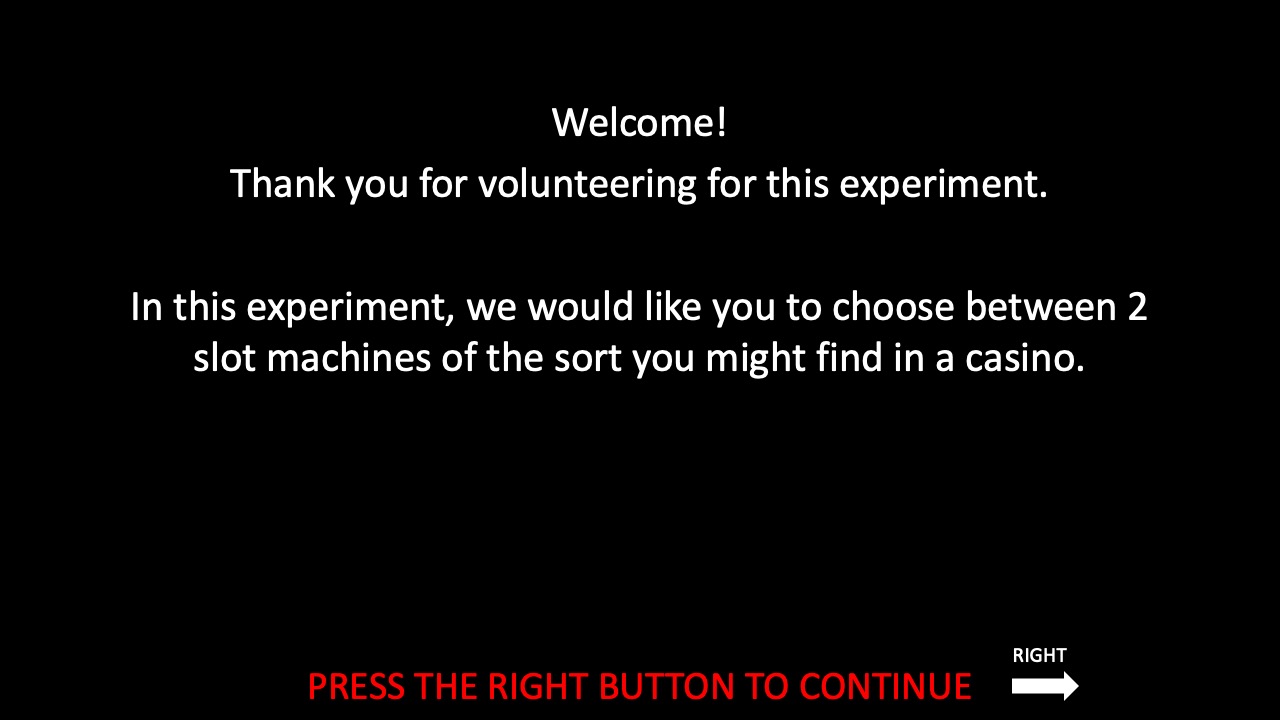 Welcome!
Thank you for volunteering for this experiment.
In this experiment, we would like you to choose between 2
slot machines of the sort you might find in a casino.
RIGHT
PRESS THE RIGHT BUTTON TO CONTINUE